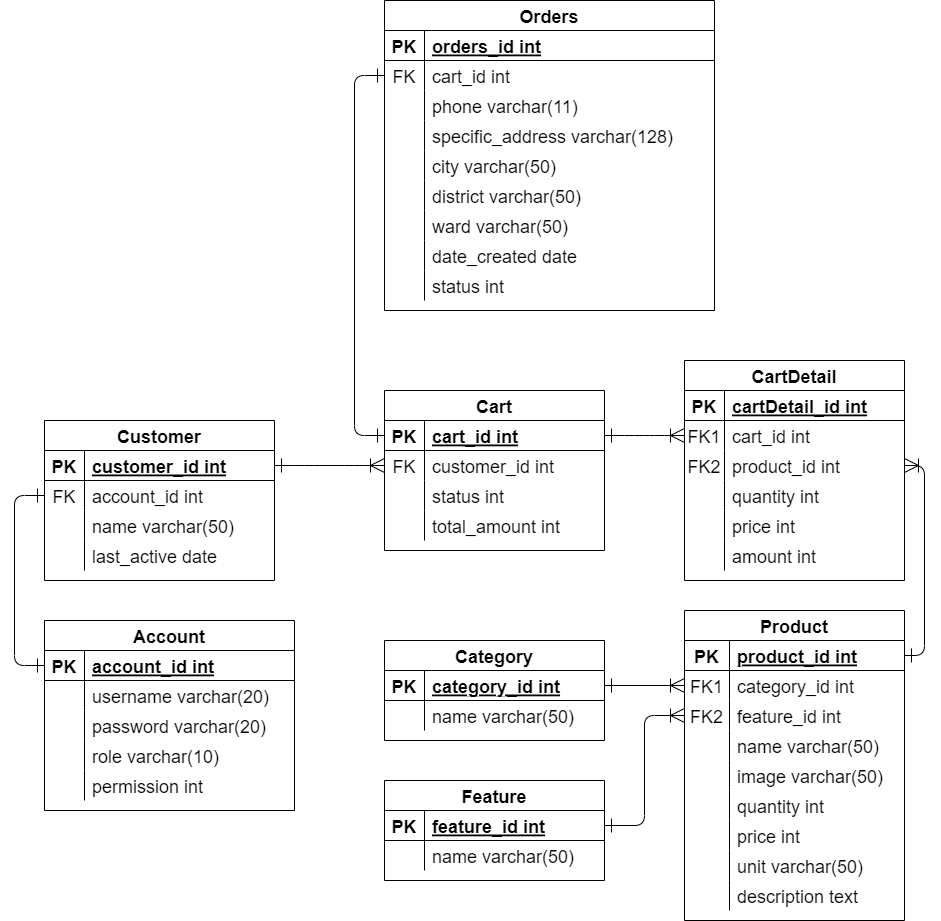 Orders
PK orders_id int
FK cart_id int
phone varchar(11)
specific_address varchar(128)
city varchar(50)
district varchar(50)
ward varchar(50)
date_created date
status int
Customer
PK customer_id int
FK account_id int
name varchar(50)
last_active date
Cart
PK cart_id int
FK customer_id int
status int
total_amount int
CartDetail
PK cartDetail_id int
FK1 cart_id int
FK2 product_id int
quantity int
price int
amount int
Account
PK account_id int
username varchar(20)
password varchar(20)
role varchar(10)
permission int
Category
PK category_id int
name varchar(50)
Feature
PK feature_id int
name varchar(50)
Product
PK product_id int
FK1 category_id int
FK2 feature_id int
name varchar(50)
image varchar(50)
quantity int
price int
unit varchar(50)
description text